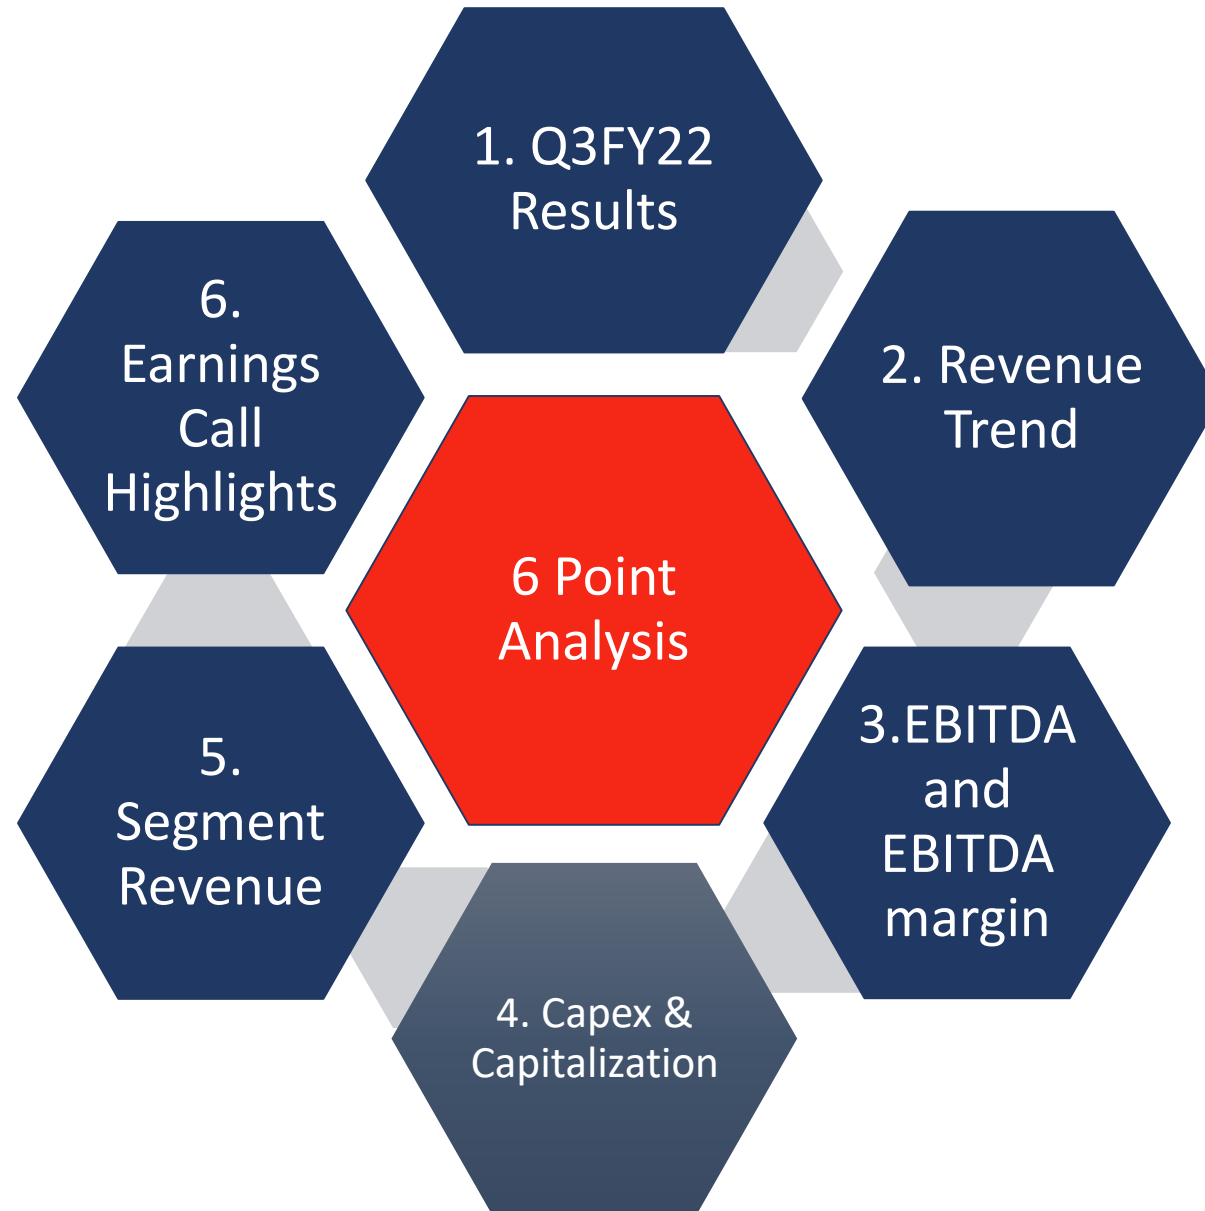 1. Q3FY22
Results
2. Revenue
Trend
3.EBITDA
and
EBITDA
margin
4. Capex &
Capitalization
5.
Segment
Revenue
6.
Earnings
Call
Highlights
6 Point
Analysis